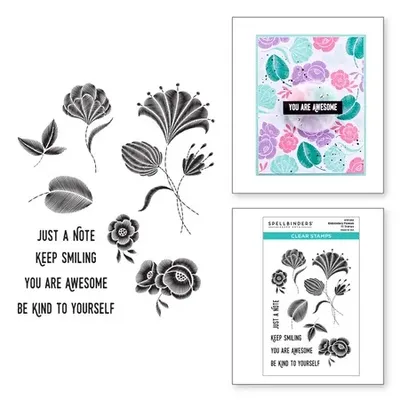 JUST A NOTE
KEEP SMILING
YOU ARE AWESOME
BE KIND TO YOURSELF
YOU ARE AWESOME
SPELLBINDERS
CLEAR STAMPS
JUST A NOTE
KEEP SMILING
YOU ARE AWESOME
BE KIND TO YOURSELF